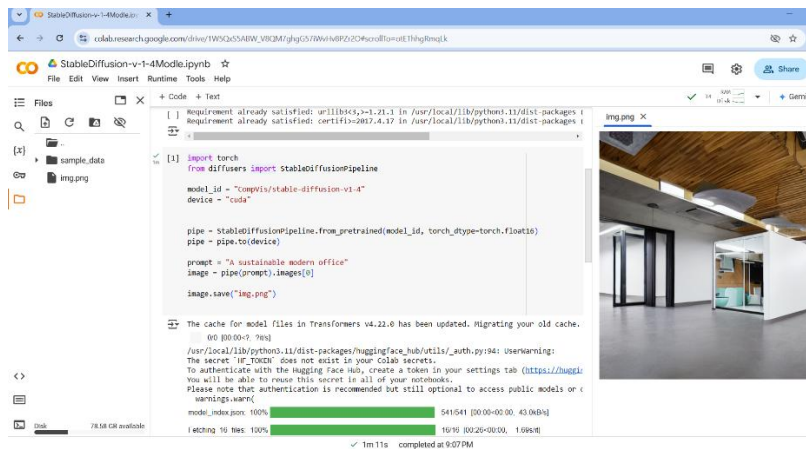 StableDiffusion-v-1-4Modle.ipynb
colab.research.google.com/drive/
StableDiffusion-v-1-4Modle.ipynb
File Edit View Insert Runtime Tools Help
Share
Files
+ Code + Text
Gemi
..
sample_data
img.png
[ ] Requirement already satisfied: urllib3<3,>=1.21.1 in /usr/local/lib/python3.11/dist-packages
Requirement already satisfied: certifi>=2017.4.17 in /usr/local/lib/python3.11/dist-packages
[1] import torch
from diffusers import StableDiffusionPipeline
model_id = "CompVis/stable-diffusion-v1-4"
device = "cuda"
pipe = StableDiffusionPipeline.from_pretrained(model_id, torch_dtype=torch.float16)
pipe = pipe.to(device)
prompt = "A sustainable modern office"
image = pipe(prompt).images[0]
image.save("img.png")
The cache for model files in Transformers v4.22.0 has been updated. Migrating your old cache.
0/0 [00:00<?, ?it/s]
/usr/local/lib/python3.11/dist-packages/huggingface_hub/utils/_auth.py:94: UserWarning:
The secret `HF_TOKEN` does not exist in your Colab secrets.
To authenticate with the Hugging Face Hub, create a token in your settings tab (https://huggi
You will be able to reuse this secret in all of your notebooks.
Please note that authentication is recommended but still optional to access public models or
warnings.warn(
model_index.json: 100% 541/541 [00:00<00:00, 43.0kB/s]
Fetching 16 files: 100% 16/16 [00:26<00:00, 1.69s/it]
img.png
Disk 78.58 GB available
1m 11s completed at 9:07 PM